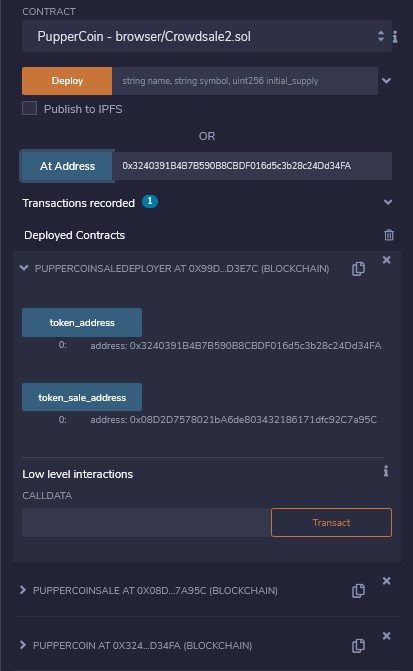 CONTRACT
PupperCoin - browser/Crowdsale2.sol
Deploy string name, string symbol, uint256 initial_supply
Publish to IPFS
OR
At Address 0x3240391B4B7B590B8CBDF016d5c3b28c24Dd34FA
Transactions recorded 1
Deployed Contracts
PUPPERCOINSALEDEPLOYER AT 0X99D...D3E7C (BLOCKCHAIN)
token_address
0: address: 0x3240391B4B7B590B8CBDF016d5c3b28c24Dd34FA
token_sale_address
0: address: 0x08D2D7578021bA6de803432186171dfc92C7a95C
Low level interactions
CALLDATA
Transact
PUPPERCOINSALE AT 0X08D...7A95C (BLOCKCHAIN)
PUPPERCOIN AT 0X324...D34FA (BLOCKCHAIN)